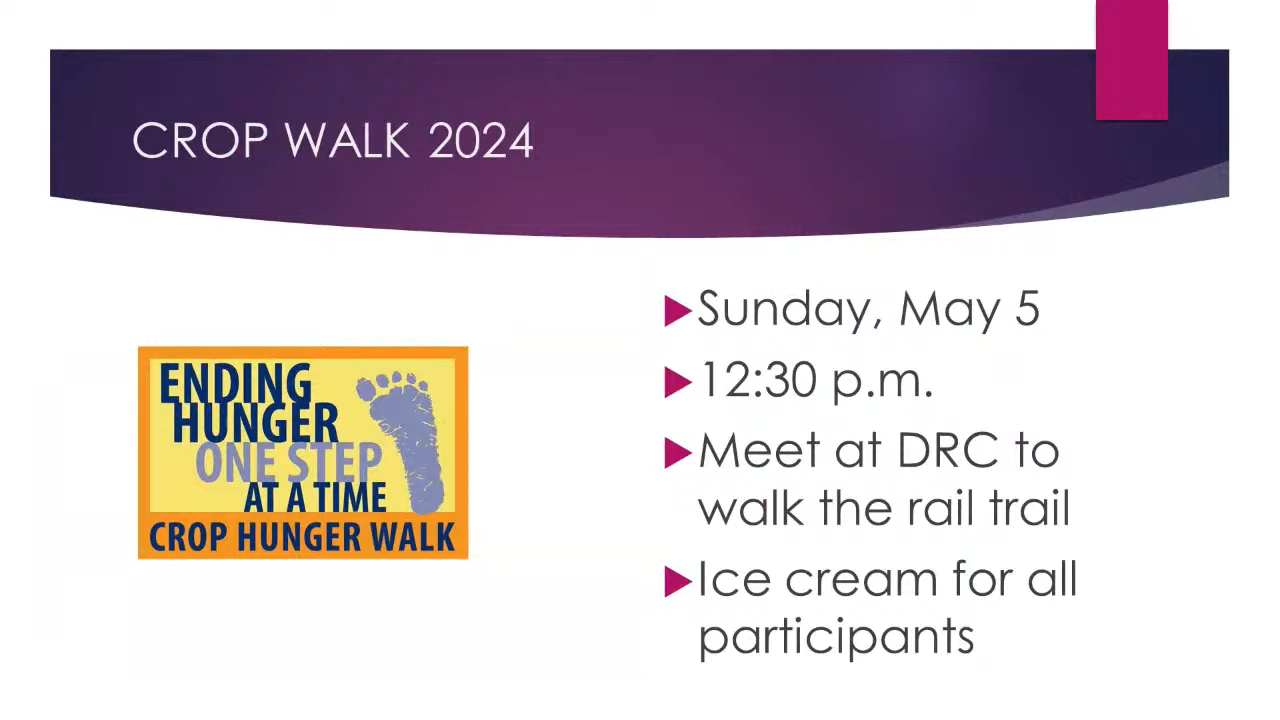 CROP WALK 2024
ENDING
HUNGER
ONE STEP
AT A TIME
CROP HUNGER WALK
Sunday, May 5
12:30 p.m.
Meet at DRC to
walk the rail trail
Ice cream for all
participants